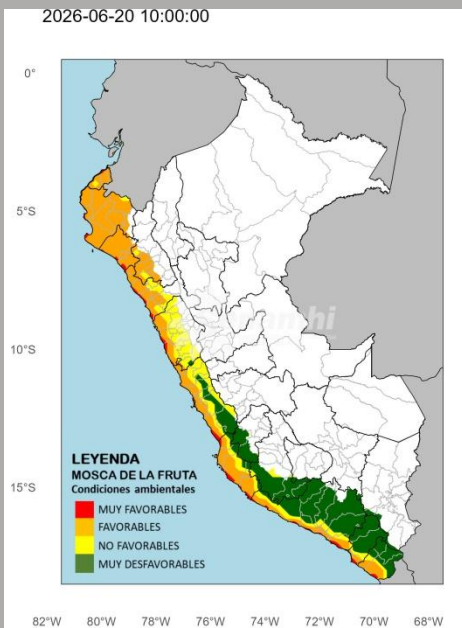 2026-06-20 10:00:00
0°
5°S
10°S
15°S
LEYENDA
MOSCA DE LA FRUTA
Condiciones ambientales
MUY FAVORABLES
FAVORABLES
NO FAVORABLES
MUY DESFAVORABLES
82°W 80°W 78°W 76°W 74°W 72°W 70°W 68°W